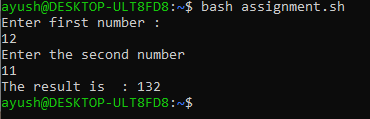 ayush@DESKTOP-ULT8FD8:~$ bash assignment.sh
Enter first number :
12
Enter the second number
11
The result is  : 132
ayush@DESKTOP-ULT8FD8:~$